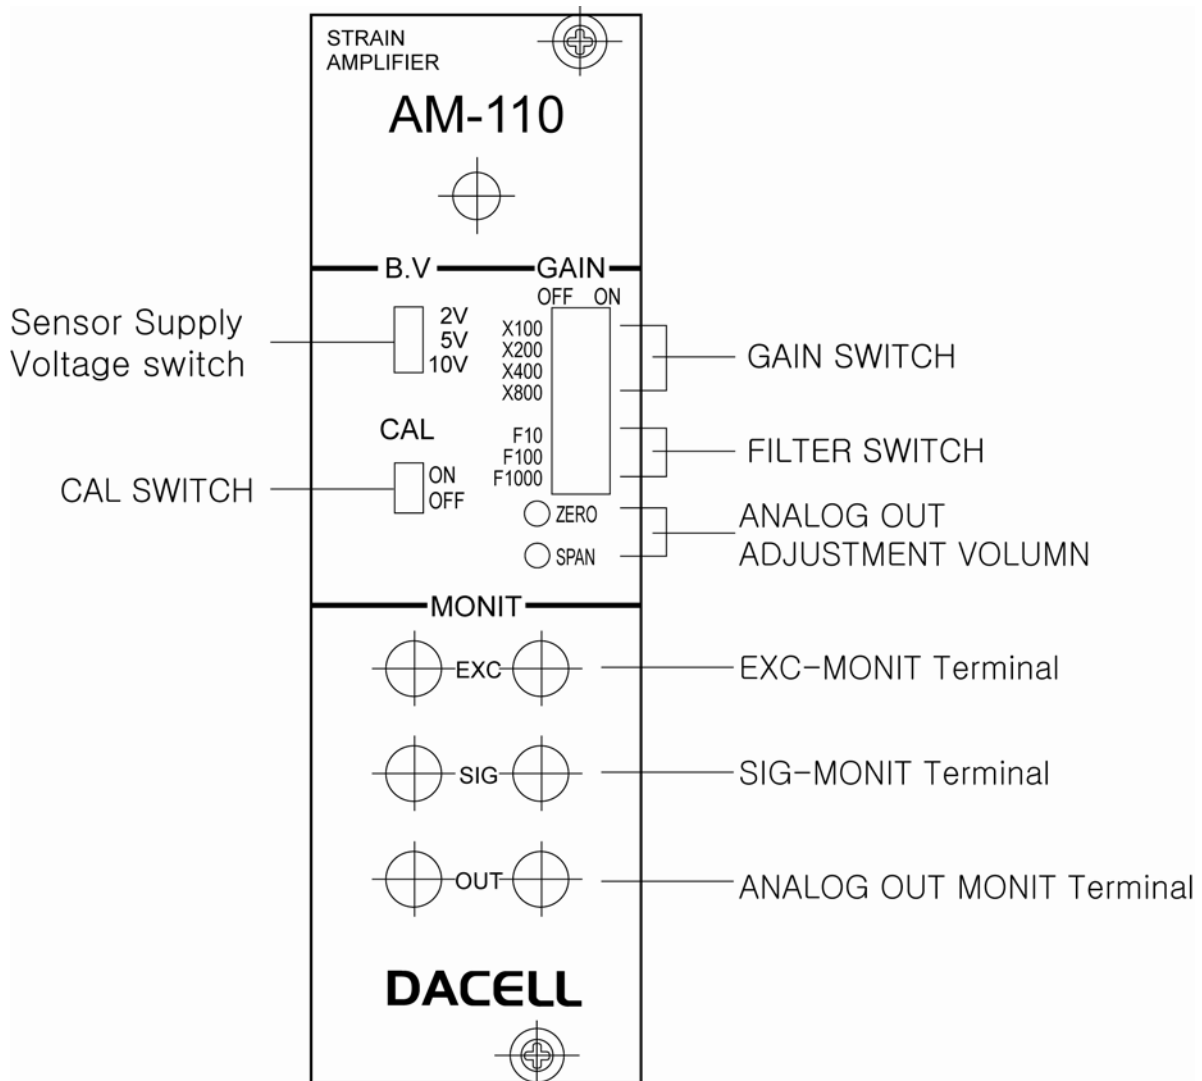 STRAIN
AMPLIFIER
AM-110
B.V
GAIN
OFF ON
Sensor Supply
Voltage switch
2V
5V
10V
X100
X200
X400
X800
GAIN SWITCH
F10
F100
F1000
FILTER SWITCH
CAL
ON
OFF
CAL SWITCH
ZERO
SPAN
ANALOG OUT
ADJUSTMENT VOLUMN
MONIT
EXC
EXC-MONIT Terminal
SIG
SIG-MONIT Terminal
OUT
ANALOG OUT MONIT Terminal
DACELL